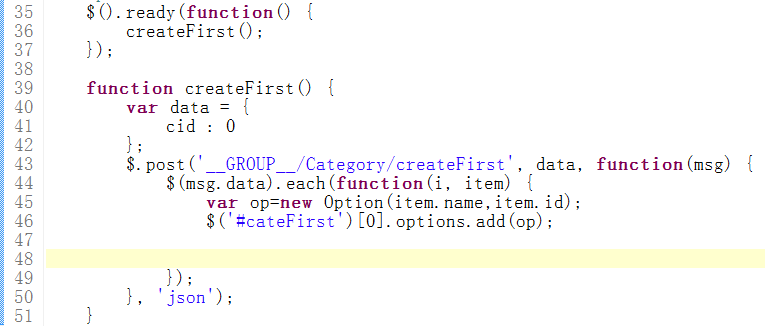 35 $().ready(function() {
36 createFirst();
37 });
38
39 function createFirst() {
40 var data = {
41 cid : 0
42 };
43 $.post('__GROUP__/Category/createFirst', data, function(msg) {
44 $(msg.data).each(function(i, item) {
45 var op=new Option(item.name,item.id);
46 $('#cateFirst')[0].options.add(op);
47
48
49 });
50 }, 'json');
51 }